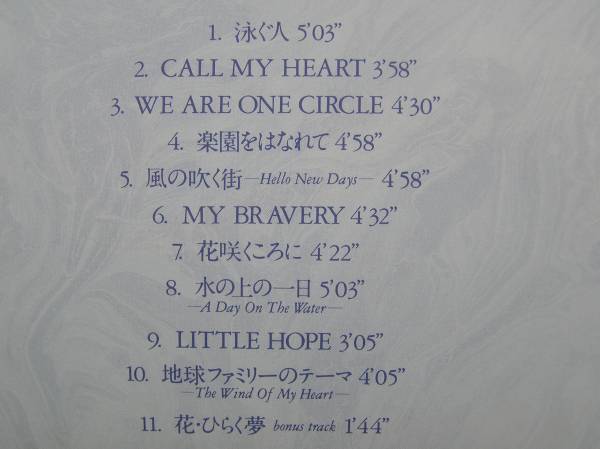 1. 泳ぐ人 5'03”
2. CALL MY HEART 3'58”
3. WE ARE ONE CIRCLE 4'30”
4. 楽園をはなれて 4'58”
5. 風の吹く街—Hello New Days— 4'58”
6. MY BRAVERY 4'32”
7. 花咲くころに 4'22”
8. 水の上の一日 5'03”
—A Day On The Water—
9. LITTLE HOPE 3'05”
10. 地球ファミリーのテーマ 4'05”
—The Wind Of My Heart—
11. 花・ひらく夢 bonus track 1'44”